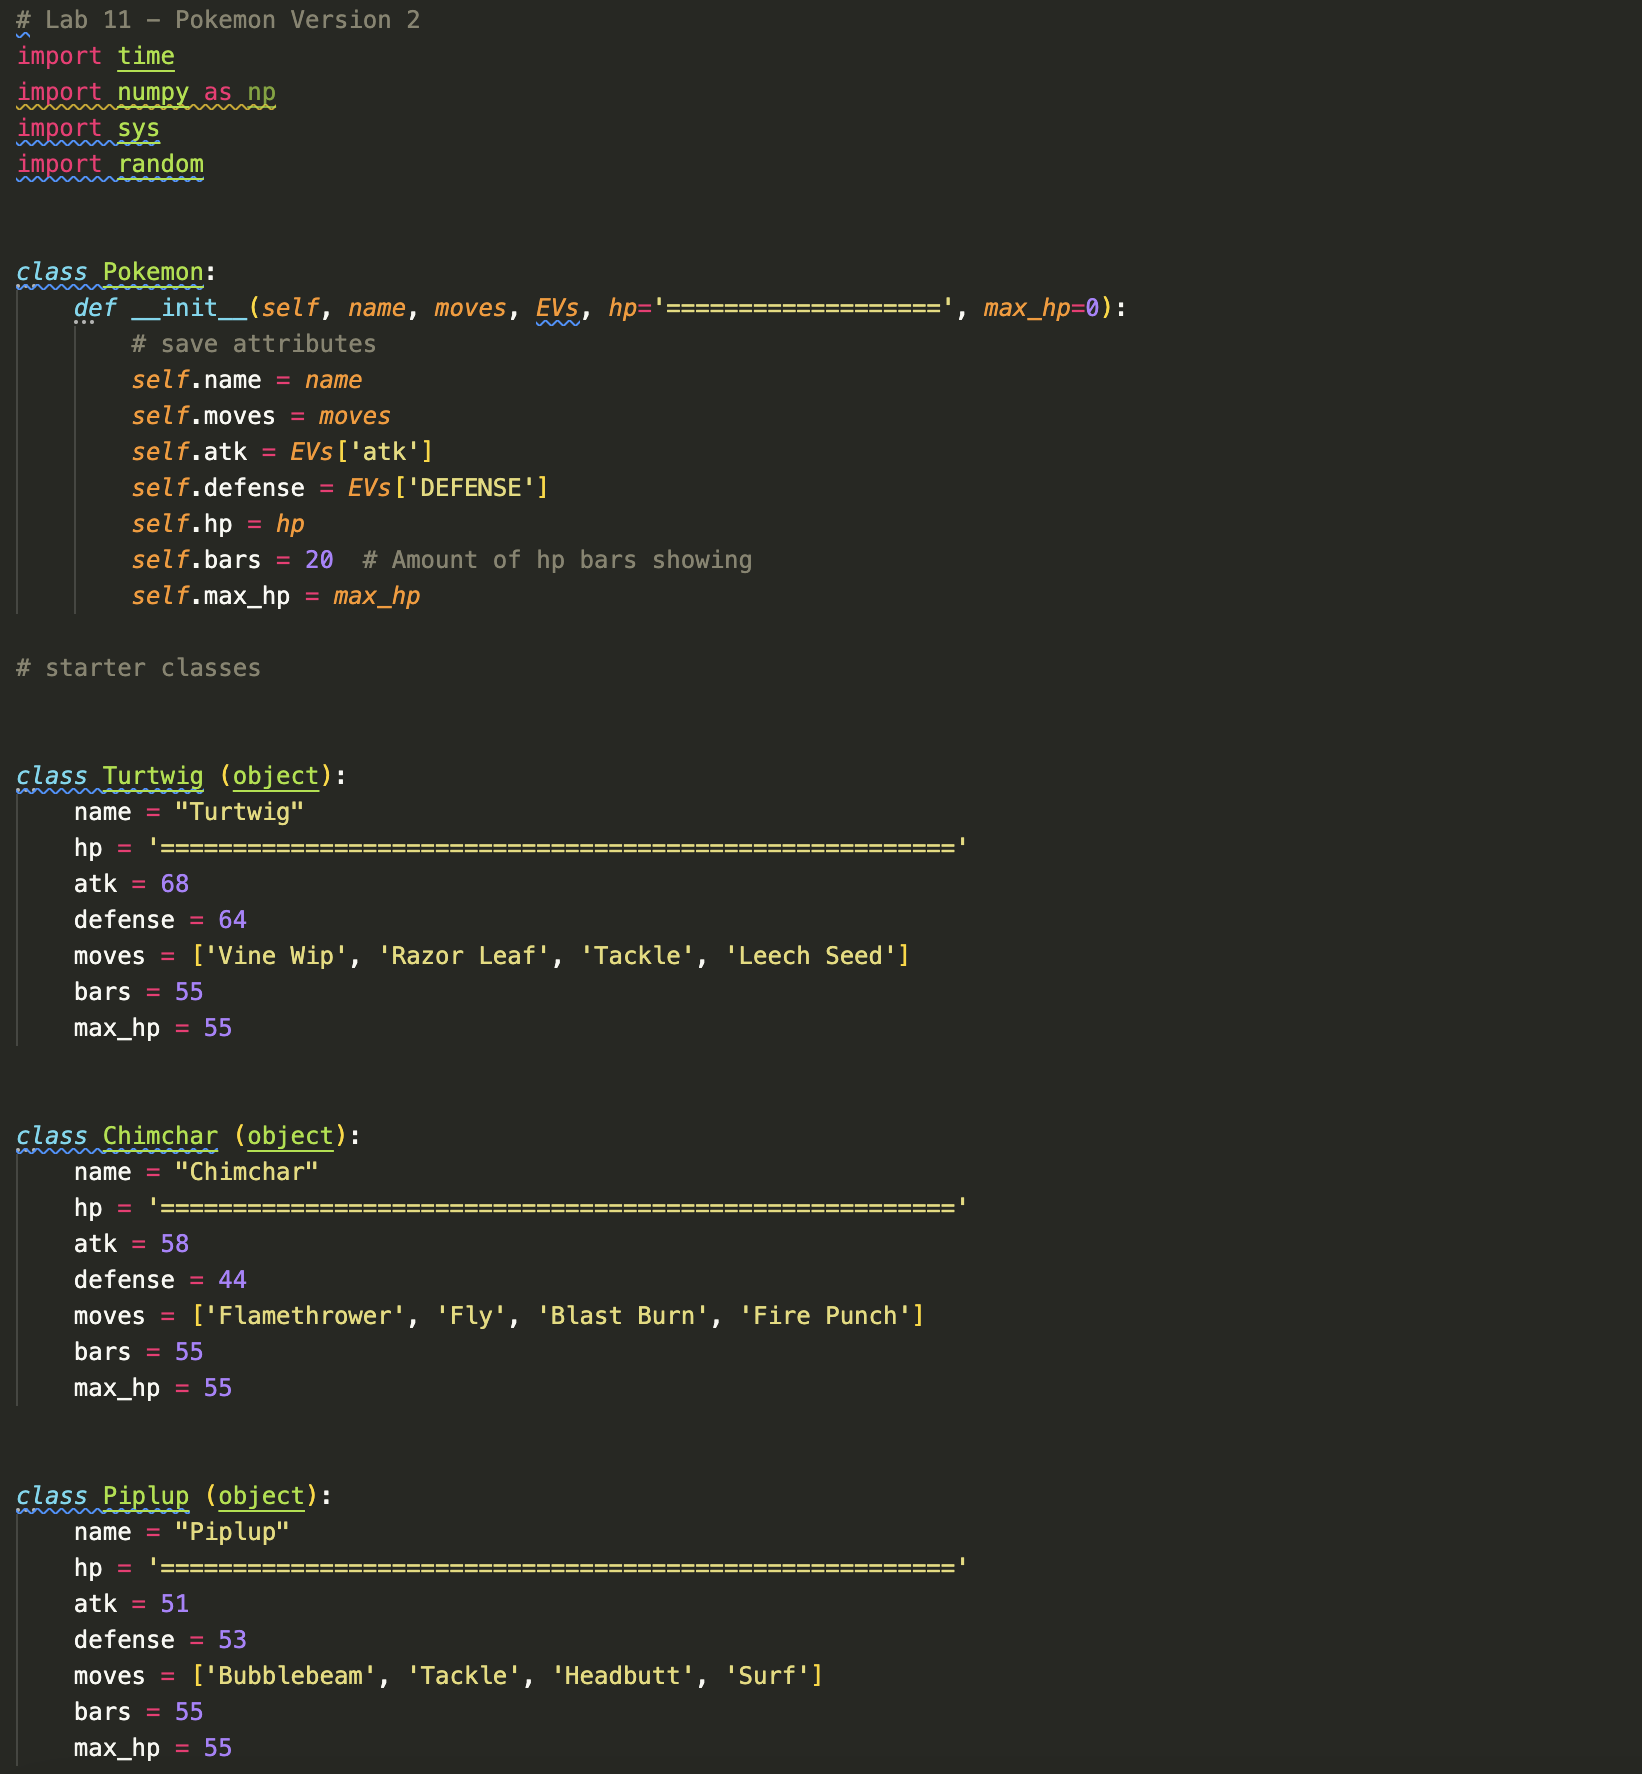 # Lab 11 – Pokemon Version 2
import time
import numpy as np
import sys
import random
class Pokemon:
def __init__(self, name, moves, EVs, hp='===================', max_hp=0):
# save attributes
self.name = name
self.moves = moves
self.atk = EVs['atk']
self.defense = EVs['DEFENSE']
self.hp = hp
self.bars = 20  # Amount of hp bars showing
self.max_hp = max_hp
# starter classes
class Turtwig (object):
name = "Turtwig"
hp = '======================================================='
atk = 68
defense = 64
moves = ['Vine Wip', 'Razor Leaf', 'Tackle', 'Leech Seed']
bars = 55
max_hp = 55
class Chimchar (object):
name = "Chimchar"
hp = '======================================================='
atk = 58
defense = 44
moves = ['Flamethrower', 'Fly', 'Blast Burn', 'Fire Punch']
bars = 55
max_hp = 55
class Piplup (object):
name = "Piplup"
hp = '======================================================='
atk = 51
defense = 53
moves = ['Bubblebeam', 'Tackle', 'Headbutt', 'Surf']
bars = 55
max_hp = 55